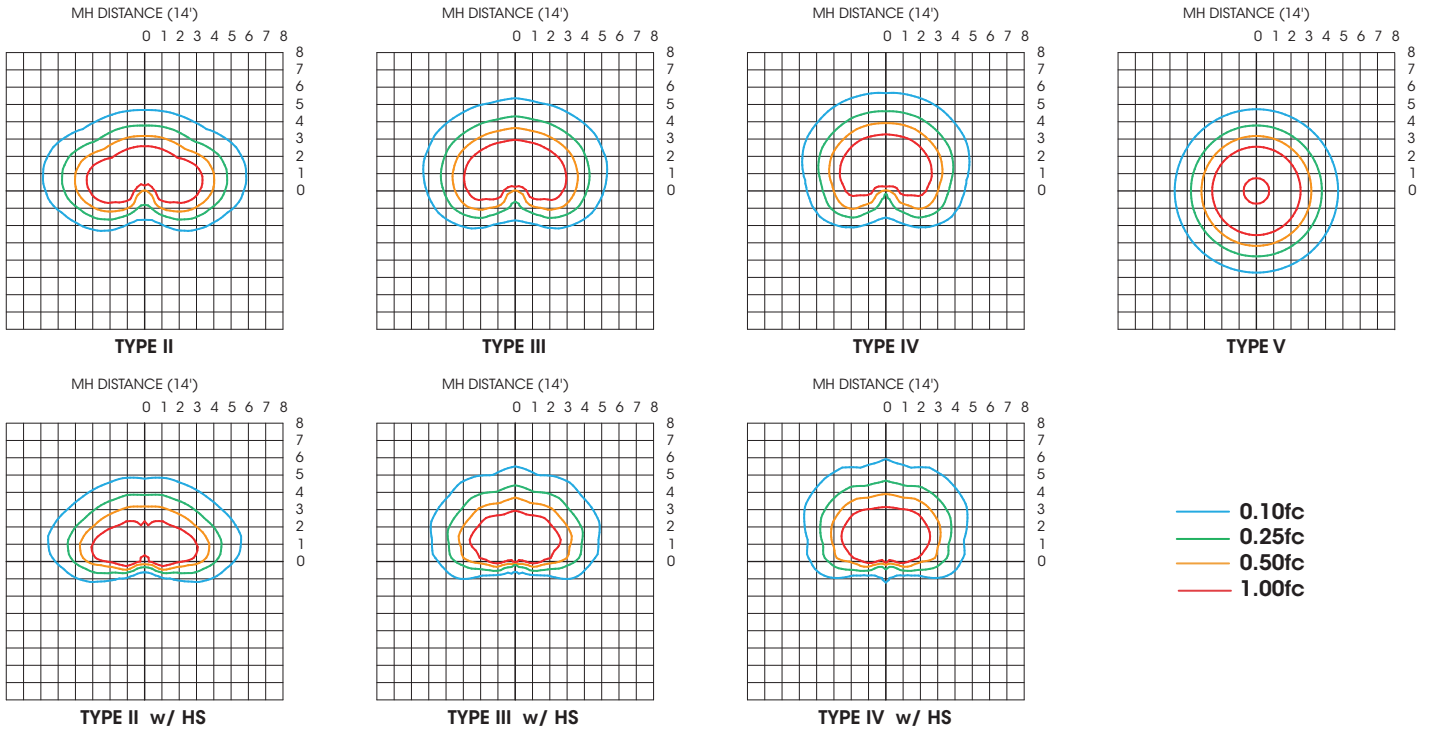 MH DISTANCE (14')
0 1 2 3 4 5 6 7 8
8
7
6
5
4
3
2
1
0
TYPE II
MH DISTANCE (14')
0 1 2 3 4 5 6 7 8
8
7
6
5
4
3
2
1
0
TYPE III
MH DISTANCE (14')
0 1 2 3 4 5 6 7 8
8
7
6
5
4
3
2
1
0
TYPE IV
MH DISTANCE (14')
0 1 2 3 4 5 6 7 8
8
7
6
5
4
3
2
1
0
TYPE V
MH DISTANCE (14')
0 1 2 3 4 5 6 7 8
8
7
6
5
4
3
2
1
0
TYPE II w/ HS
MH DISTANCE (14')
0 1 2 3 4 5 6 7 8
8
7
6
5
4
3
2
1
0
TYPE III w/ HS
MH DISTANCE (14')
0 1 2 3 4 5 6 7 8
8
7
6
5
4
3
2
1
0
TYPE IV w/ HS
0.10fc
0.25fc
0.50fc
1.00fc